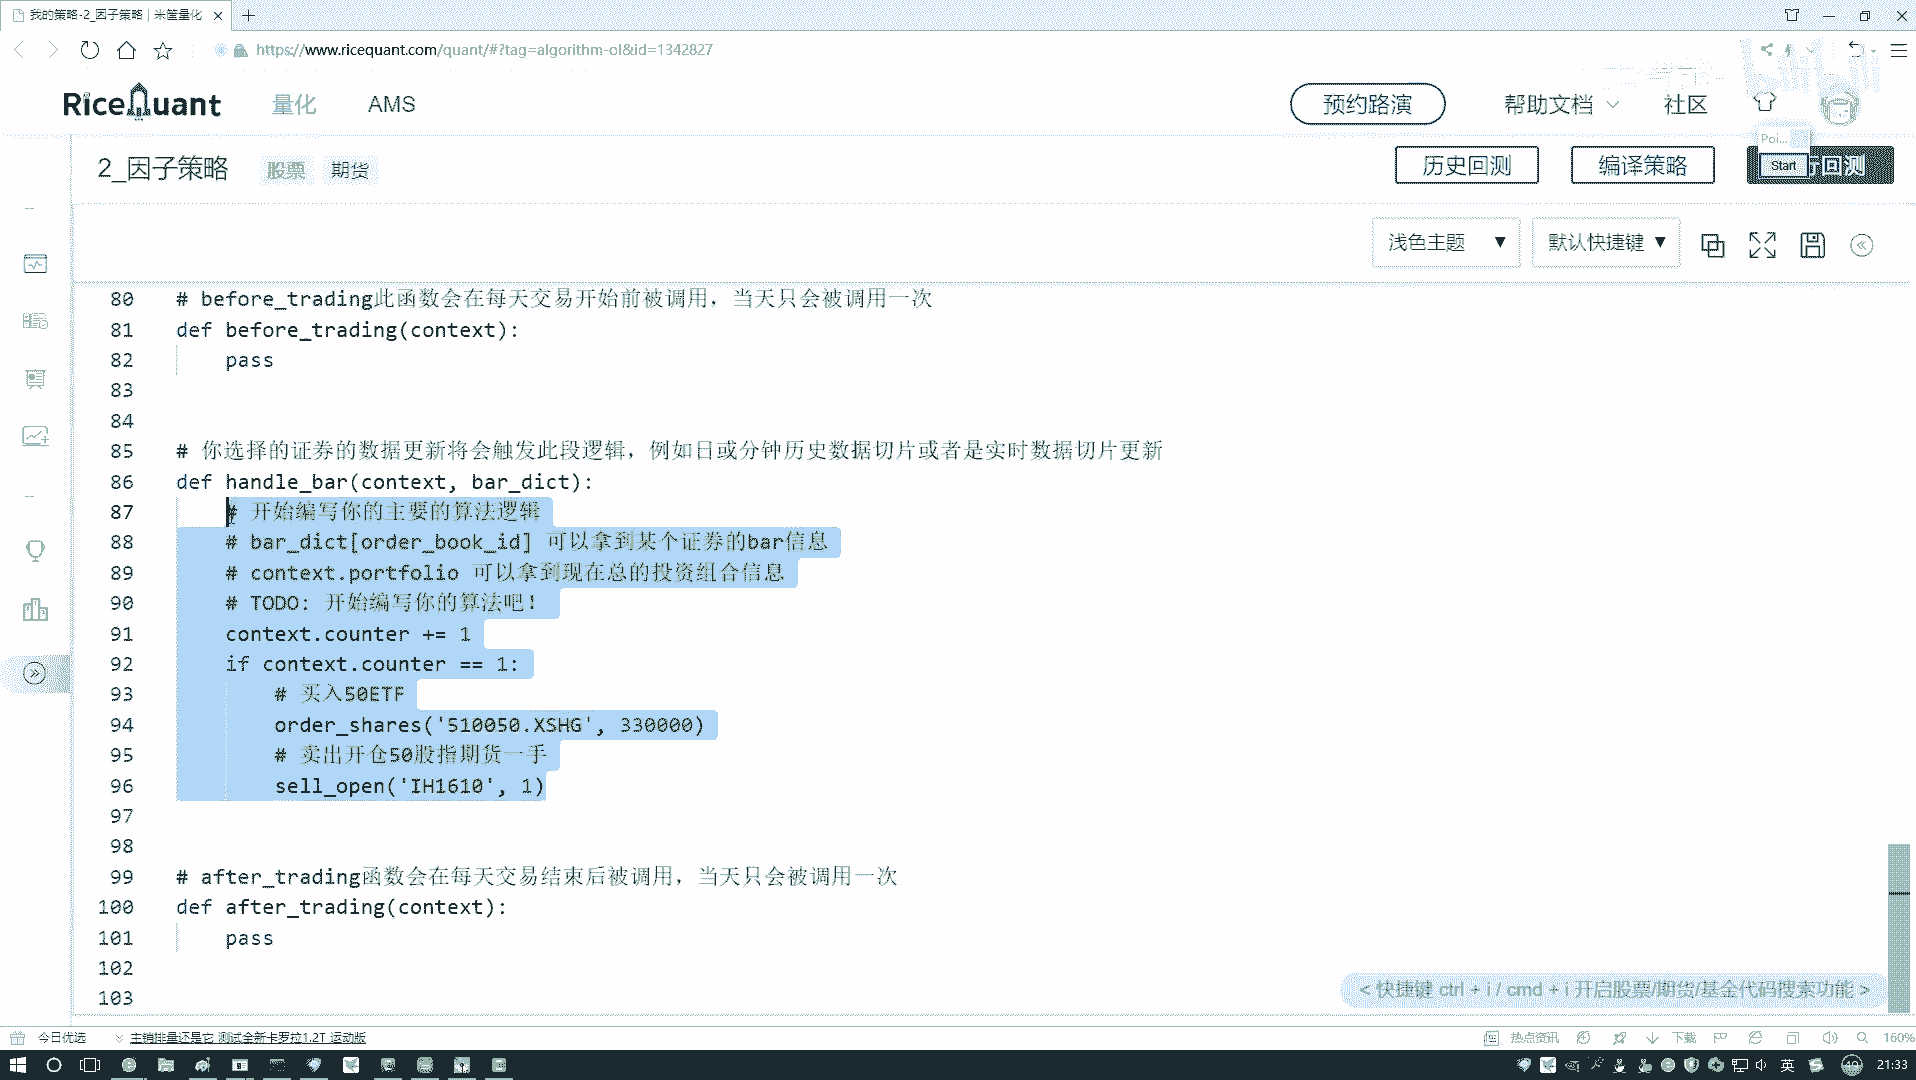 我的策略-2_因子策略 | 米筐量化
https://www.ricequant.com/quant/#?tag=algorithm-ol&id=1342827
RiceQuant
量化
AMS
预约路演
帮助文档
社区
Poi...
Start
2_因子策略
股票
期货
历史回测
编译策略
回测
浅色主题
默认快捷键
80 # before_trading此函数会在每天交易开始前被调用，当天只会被调用一次
81 def before_trading(context):
82 pass
83
84
85 # 你选择的证券的数据更新将会触发此段逻辑，例如日或分钟历史数据切片或者是实时数据切片更新
86 def handle_bar(context, bar_dict):
87 # 开始编写你的主要的算法逻辑
88 # bar_dict[order_book_id] 可以拿到某个证券的bar信息
89 # context.portfolio 可以拿到现在总的投资组合信息
90 # TODO: 开始编写你的算法吧！
91 context.counter += 1
92 if context.counter == 1:
93 # 买入50ETF
94 order_shares('510050.XSHG', 330000)
95 # 卖出开仓50股指期货一手
96 sell_open('IH1610', 1)
97
98
99 # after_trading函数会在每天交易结束后被调用，当天只会被调用一次
100 def after_trading(context):
101 pass
102
103
< 快捷键 ctrl + i / cmd + i 开启股票/期货/基金代码搜索功能 >
今日优选
主销排量还是它 测试全新卡罗拉1.2T 运动版
热点资讯
下载
160%
英
21:33